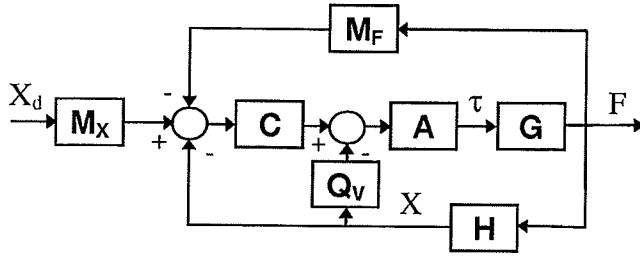 M_F
-
X_d
M_X
+
-
C
+
-
A
τ
G
F
Q_V
X
H